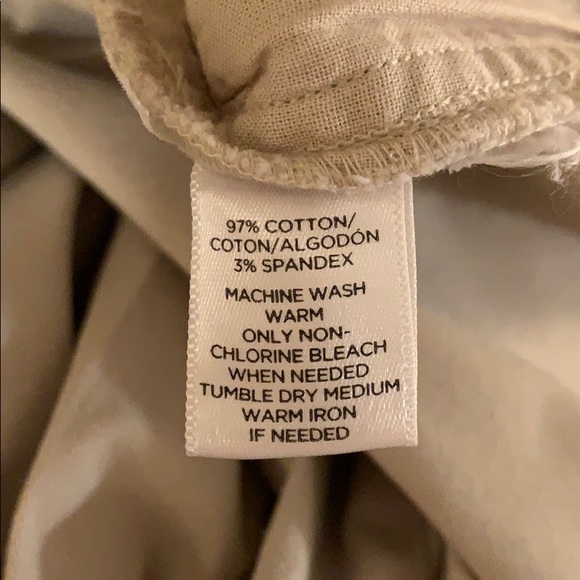 97% COTTON/
COTON/ALGODÓN
3% SPANDEX
MACHINE WASH
WARM
ONLY NON-
CHLORINE BLEACH
WHEN NEEDED
TUMBLE DRY MEDIUM
WARM IRON
IF NEEDED